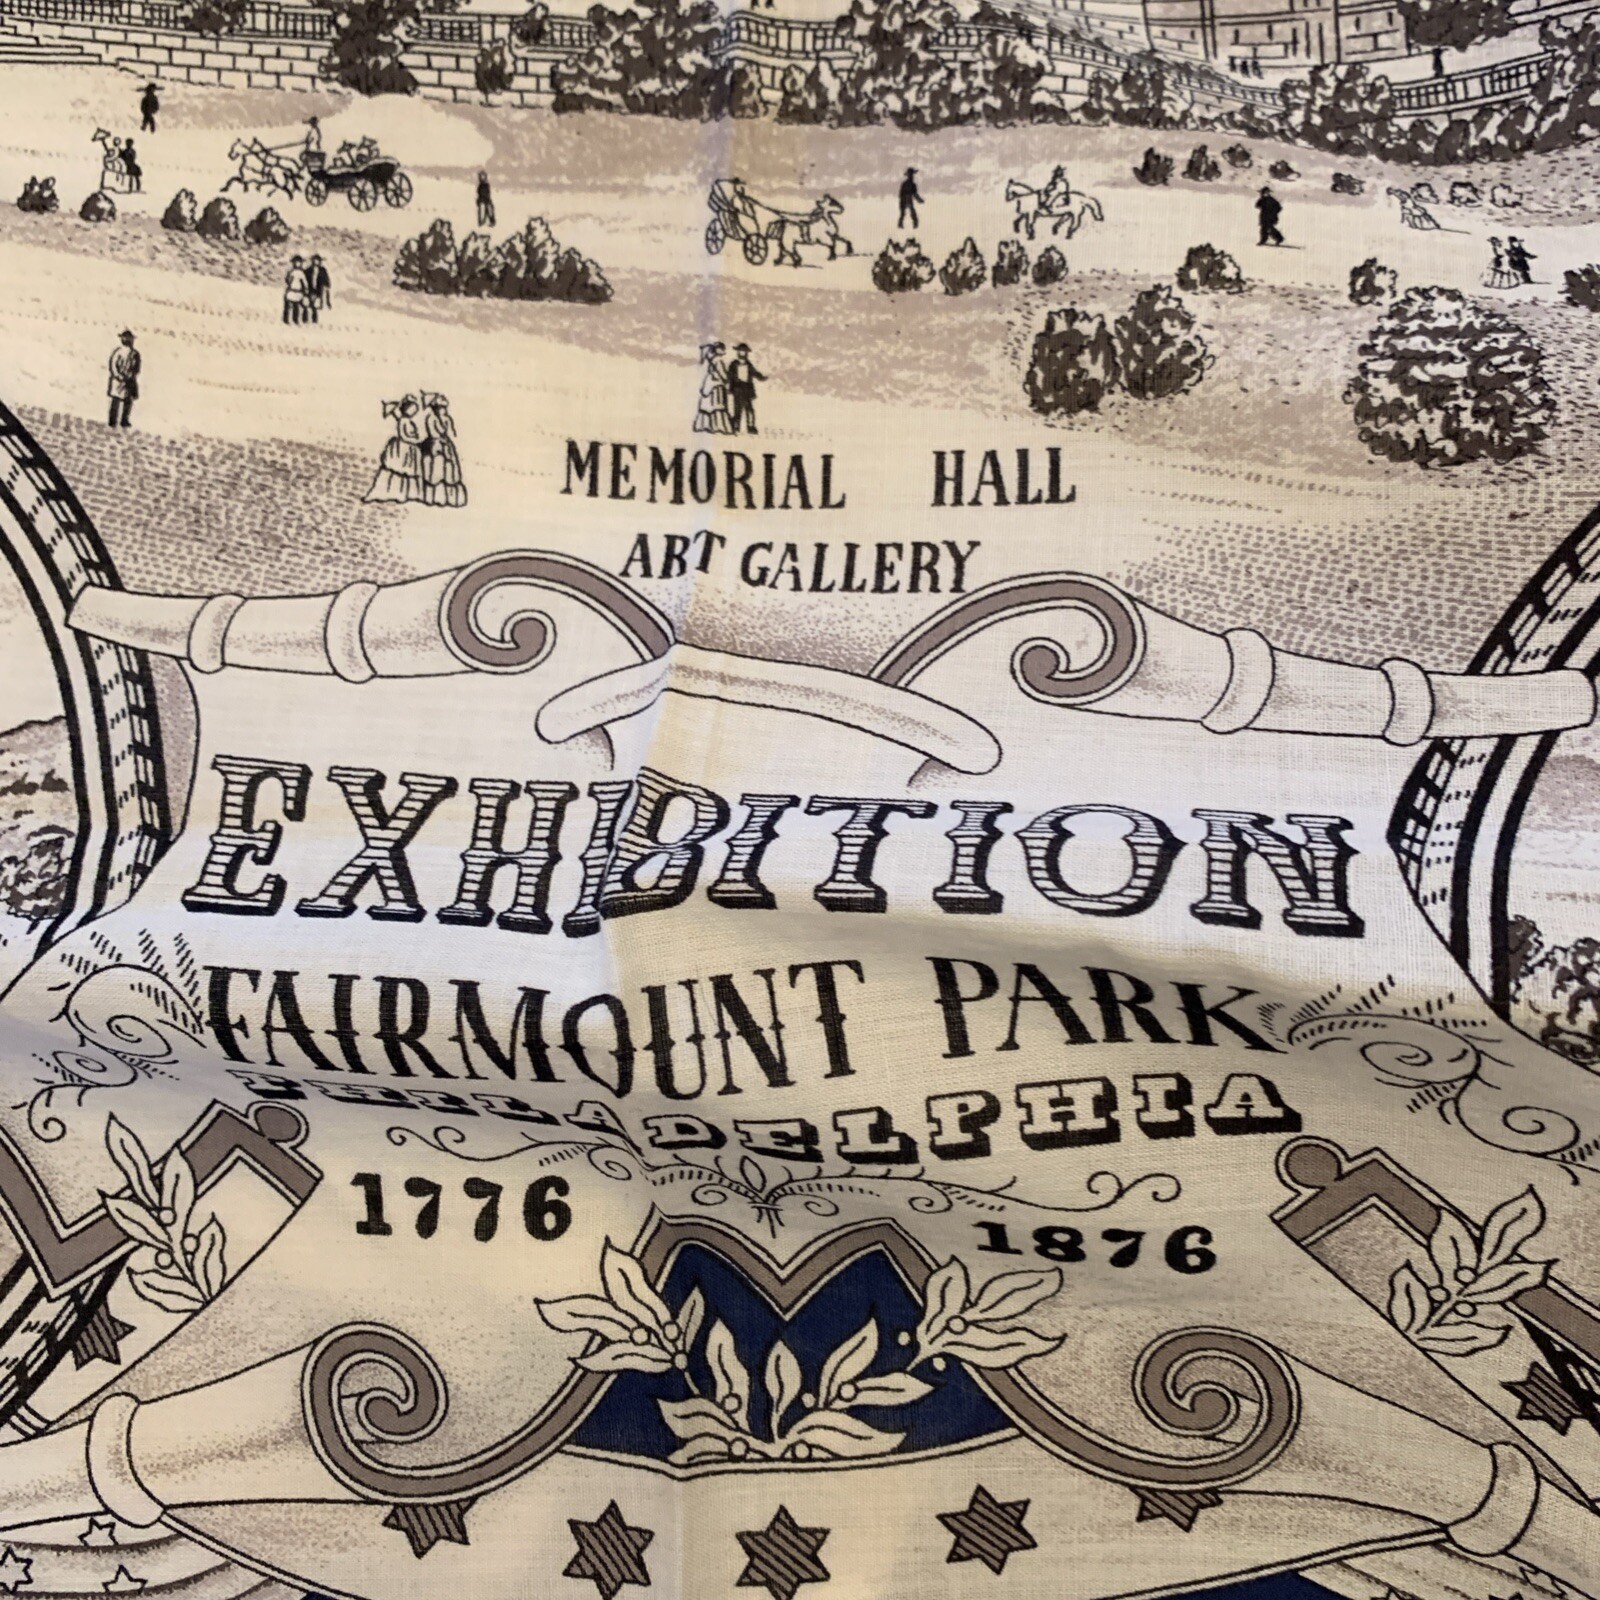 MEMORIAL HALL
ART GALLERY
EXHIBITION
FAIRMOUNT PARK
PHILADELPHIA
1776 1876